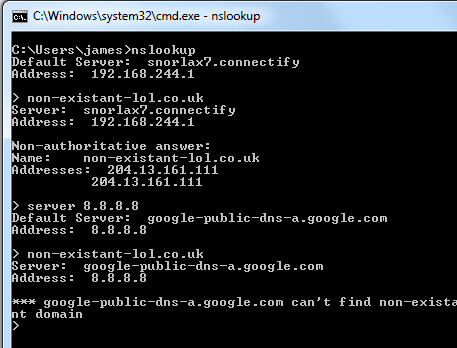 C:\Windows\system32\cmd.exe - nslookup
C:\Users\james>nslookup
Default Server:  snorlax7.connectify
Address:  192.168.244.1
> non-existant-lol.co.uk
Server:  snorlax7.connectify
Address:  192.168.244.1
Non-authoritative answer:
Name:    non-existant-lol.co.uk
Addresses:  204.13.161.111
204.13.161.111
> server 8.8.8.8
Default Server:  google-public-dns-a.google.com
Address:  8.8.8.8
> non-existant-lol.co.uk
Server:  google-public-dns-a.google.com
Address:  8.8.8.8
*** google-public-dns-a.google.com can't find non-exista
nt domain
>